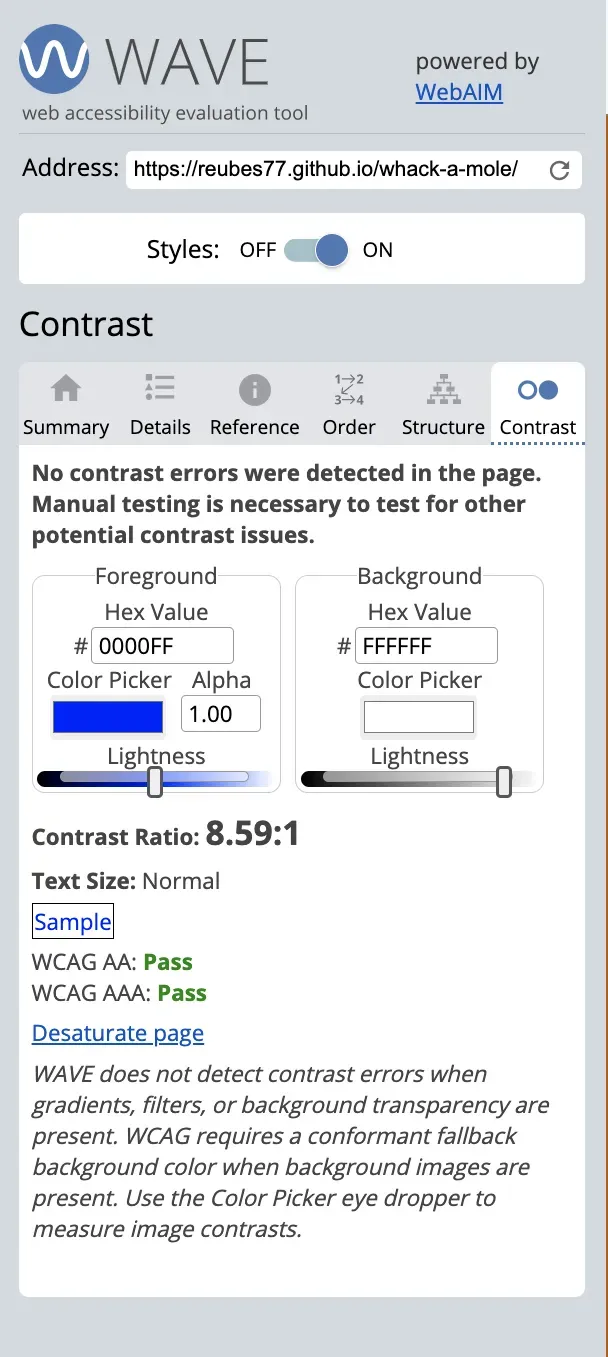 WAVE
web accessibility evaluation tool
powered by
WebAIM
Address: https://reubes77.github.io/whack-a-mole/
Styles: OFF ON
Contrast
1→2
3→4
Summary Details Reference Order Structure Contrast
No contrast errors were detected in the page.
Manual testing is necessary to test for other
potential contrast issues.
Foreground
Hex Value
# 0000FF
Color Picker Alpha
1.00
Lightness
Background
Hex Value
# FFFFFF
Color Picker
Lightness
Contrast Ratio: 8.59:1
Text Size: Normal
Sample
WCAG AA: Pass
WCAG AAA: Pass
Desaturate page
WAVE does not detect contrast errors when
gradients, filters, or background transparency are
present. WCAG requires a conformant fallback
background color when background images are
present. Use the Color Picker eye dropper to
measure image contrasts.